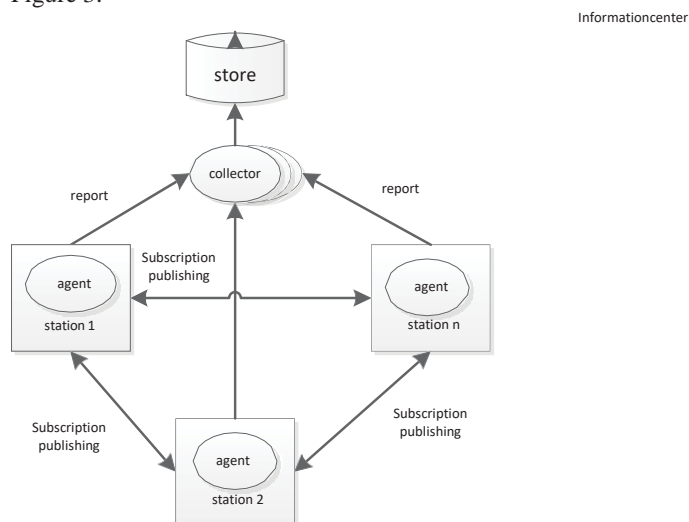 Figure 3.
Informationcenter
store
collector
report
report
Subscription
publishing
agent
station 1
agent
station n
Subscription
publishing
Subscription
publishing
agent
station 2